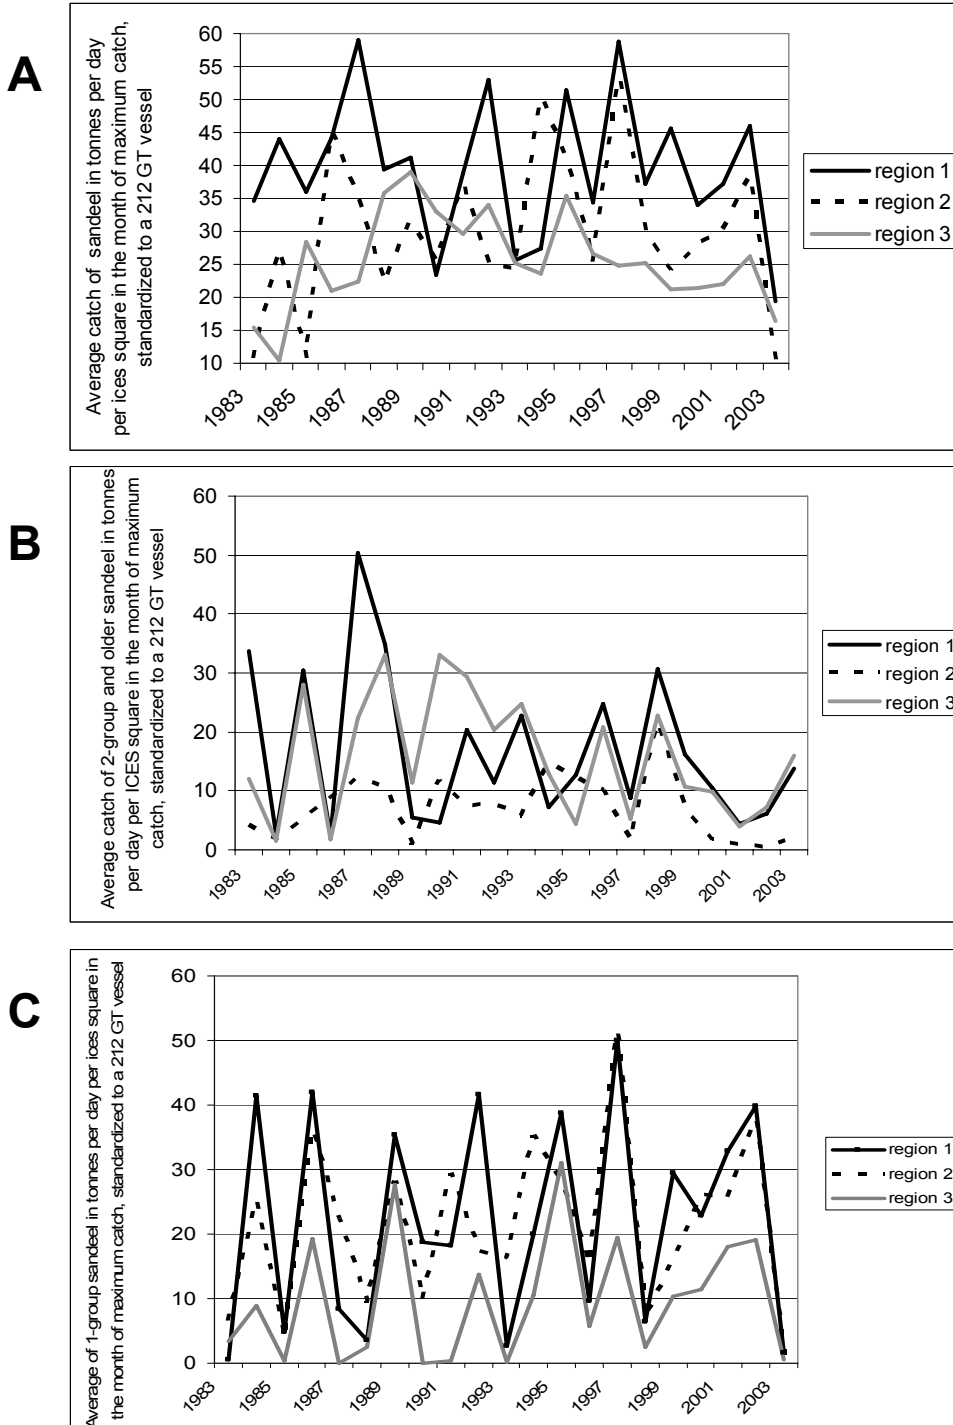 A
Average catch of sandeel in tonnes per day
per ices square in the month of maximum catch,
standardized to a 212 GT vessel
60
55
50
45
40
35
30
25
20
15
10
1983
1985
1987
1989
1991
1993
1995
1997
1999
2001
2003
region 1
region 2
region 3
B
Average catch of 2-group and older sandeel in tonnes
per day per ICES square in the month of maximum
catch, standardized to a 212 GT vessel
60
50
40
30
20
10
0
1983
1985
1987
1989
1991
1993
1995
1997
1999
2001
2003
region 1
region 2
region 3
C
Average of 1-group sandeel in tonnes per day per ices square in
the month of maximum catch, standardized to a 212 GT vessel
60
50
40
30
20
10
0
1983
1985
1987
1989
1991
1993
1995
1997
1999
2001
2003
region 1
region 2
region 3